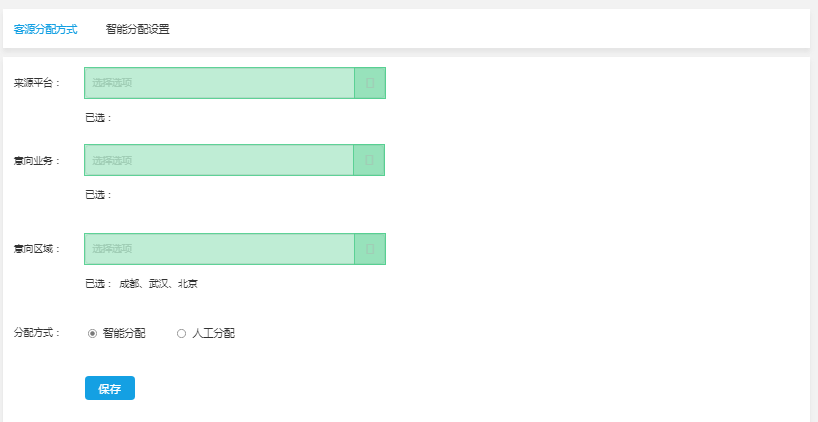 客源分配方式 智能分配设置
来源平台： 选择选项
已选：
意向业务： 选择选项
已选：
意向区域： 选择选项
已选： 成都、武汉、北京
分配方式： 智能分配 人工分配
保存